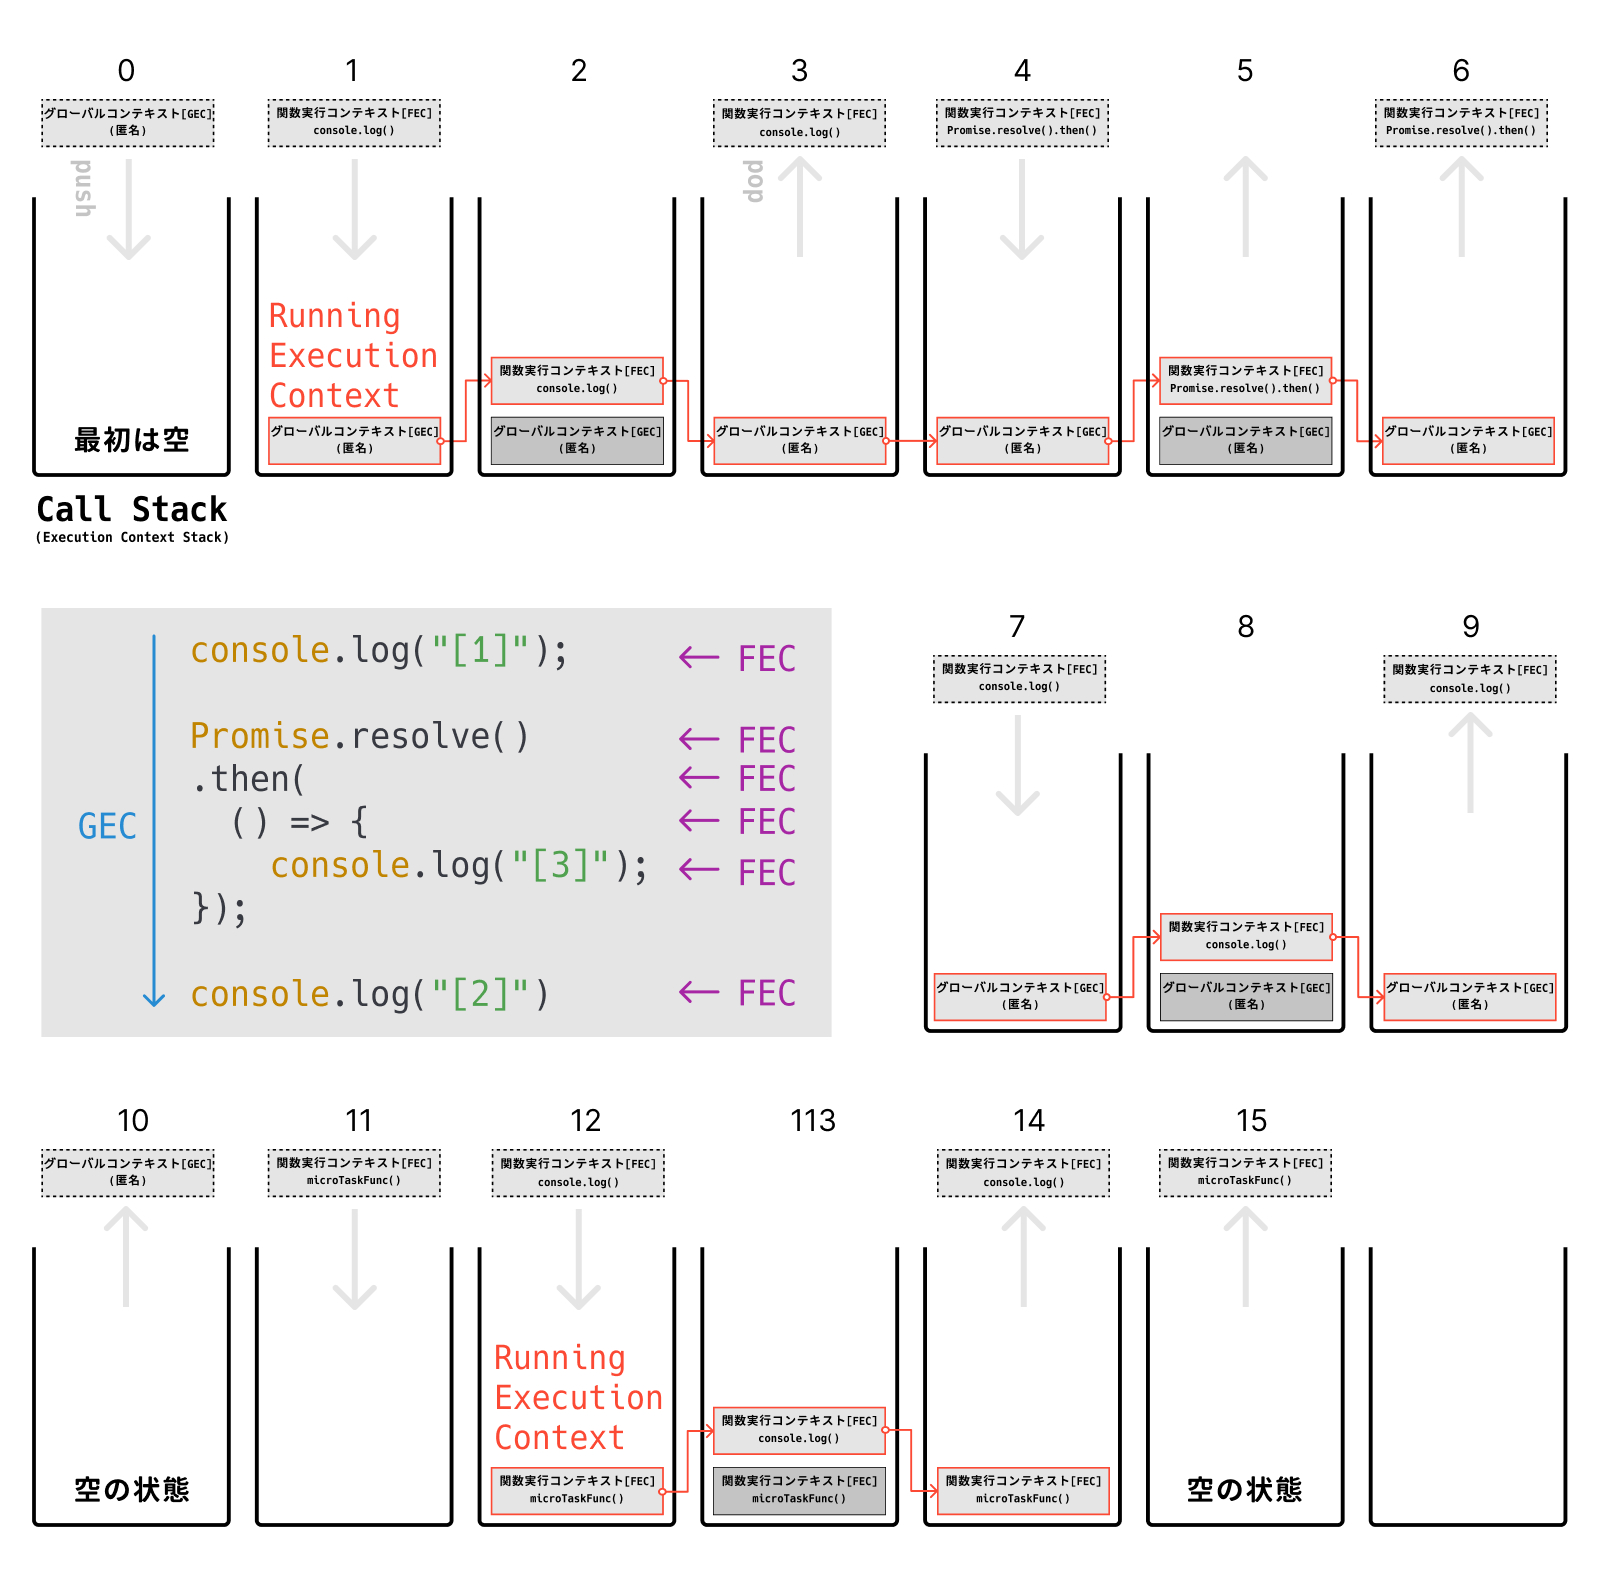 0
1
2
3
4
5
6
グローバルコンテキスト[GEC]
(匿名)
関数実行コンテキスト[FEC]
console.log()
関数実行コンテキスト[FEC]
console.log()
関数実行コンテキスト[FEC]
Promise.resolve().then()
関数実行コンテキスト[FEC]
Promise.resolve().then()
push
pop
Running
Execution
Context
最初は空
グローバルコンテキスト[GEC]
(匿名)
関数実行コンテキスト[FEC]
console.log()
グローバルコンテキスト[GEC]
(匿名)
グローバルコンテキスト[GEC]
(匿名)
グローバルコンテキスト[GEC]
(匿名)
関数実行コンテキスト[FEC]
Promise.resolve().then()
グローバルコンテキスト[GEC]
(匿名)
グローバルコンテキスト[GEC]
(匿名)
Call Stack
(Execution Context Stack)
GEC
console.log("[1]"); ← FEC
Promise.resolve() ← FEC
.then( ← FEC
() => { ← FEC
console.log("[3]"); ← FEC
});
console.log("[2]") ← FEC
7
8
9
関数実行コンテキスト[FEC]
console.log()
関数実行コンテキスト[FEC]
console.log()
グローバルコンテキスト[GEC]
(匿名)
関数実行コンテキスト[FEC]
console.log()
グローバルコンテキスト[GEC]
(匿名)
グローバルコンテキスト[GEC]
(匿名)
10
11
12
113
14
15
グローバルコンテキスト[GEC]
(匿名)
関数実行コンテキスト[FEC]
microTaskFunc()
関数実行コンテキスト[FEC]
console.log()
関数実行コンテキスト[FEC]
console.log()
関数実行コンテキスト[FEC]
microTaskFunc()
空の状態
Running
Execution
Context
関数実行コンテキスト[FEC]
microTaskFunc()
関数実行コンテキスト[FEC]
console.log()
関数実行コンテキスト[FEC]
microTaskFunc()
関数実行コンテキスト[FEC]
microTaskFunc()
空の状態